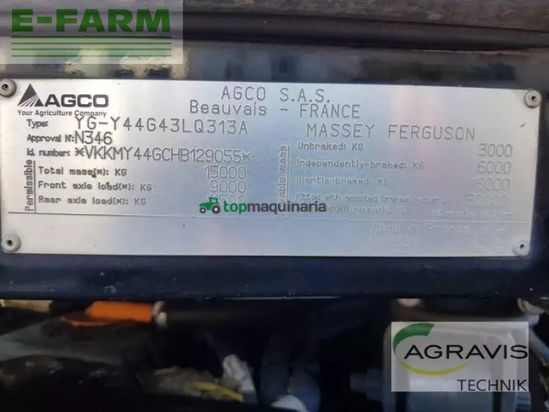 E-FARM
AGCO
Your Agriculture Company
AGCO S.A.S.
Beauvais - FRANCE
MASSEY FERGUSON
Type: YG-Y44G43LQ313A
Approval N°: N346
Id. number: *VKKMY44GCHB129055*
Permissible
Total mass(m): KG 15000
Front axle load(m): KG 9000
Rear axle load(m): KG
Unbraked: KG 3000
Independently-braked: KG 6000
Inertia-braked: KG
Made in France
topmaquinaria
AGRAVIS
TECHNIK